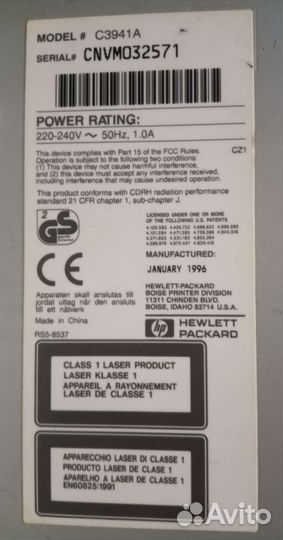 MODEL # C3941A
SERIAL# CNVM032571
POWER RATING:
220-240V ~ 50Hz, 1.0A
This device complies with Part 15 of the FCC Rules.
Operation is subject to the following two conditions:
(1) This device may not cause harmful interference,
and (2) this device must accept any interference received,
including interference that may cause undesired operation.
CZ1
This product conforms with CDRH radiation performance
standard 21 CFR chapter 1, sub-chapter J.
2
GS
LICENSED UNDER ONE OR MORE OF
THE FOLLOWING U.S. PATENTS
CE
MANUFACTURED:
JANUARY 1996
Apparaten skall anslutas till
jordat uttag när den ansluts
till ett nätverk
HEWLETT-PACKARD
BOISE PRINTER DIVISION
11311 CHINDEN BLVD.
BOISE, IDAHO 83714 U.S.A.
Made in China
RS5-8537
hp HEWLETT
PACKARD
CLASS 1 LASER PRODUCT
LASER KLASSE 1
APPAREIL A RAYONNEMENT
LASER DE CLASSE 1
APPARECCHIO LASER DI CLASSE 1
PRODUCTO LASER DE CLASE 1
APARELHO A LASER DE CLASSE 1
EN60825:1991
Avito